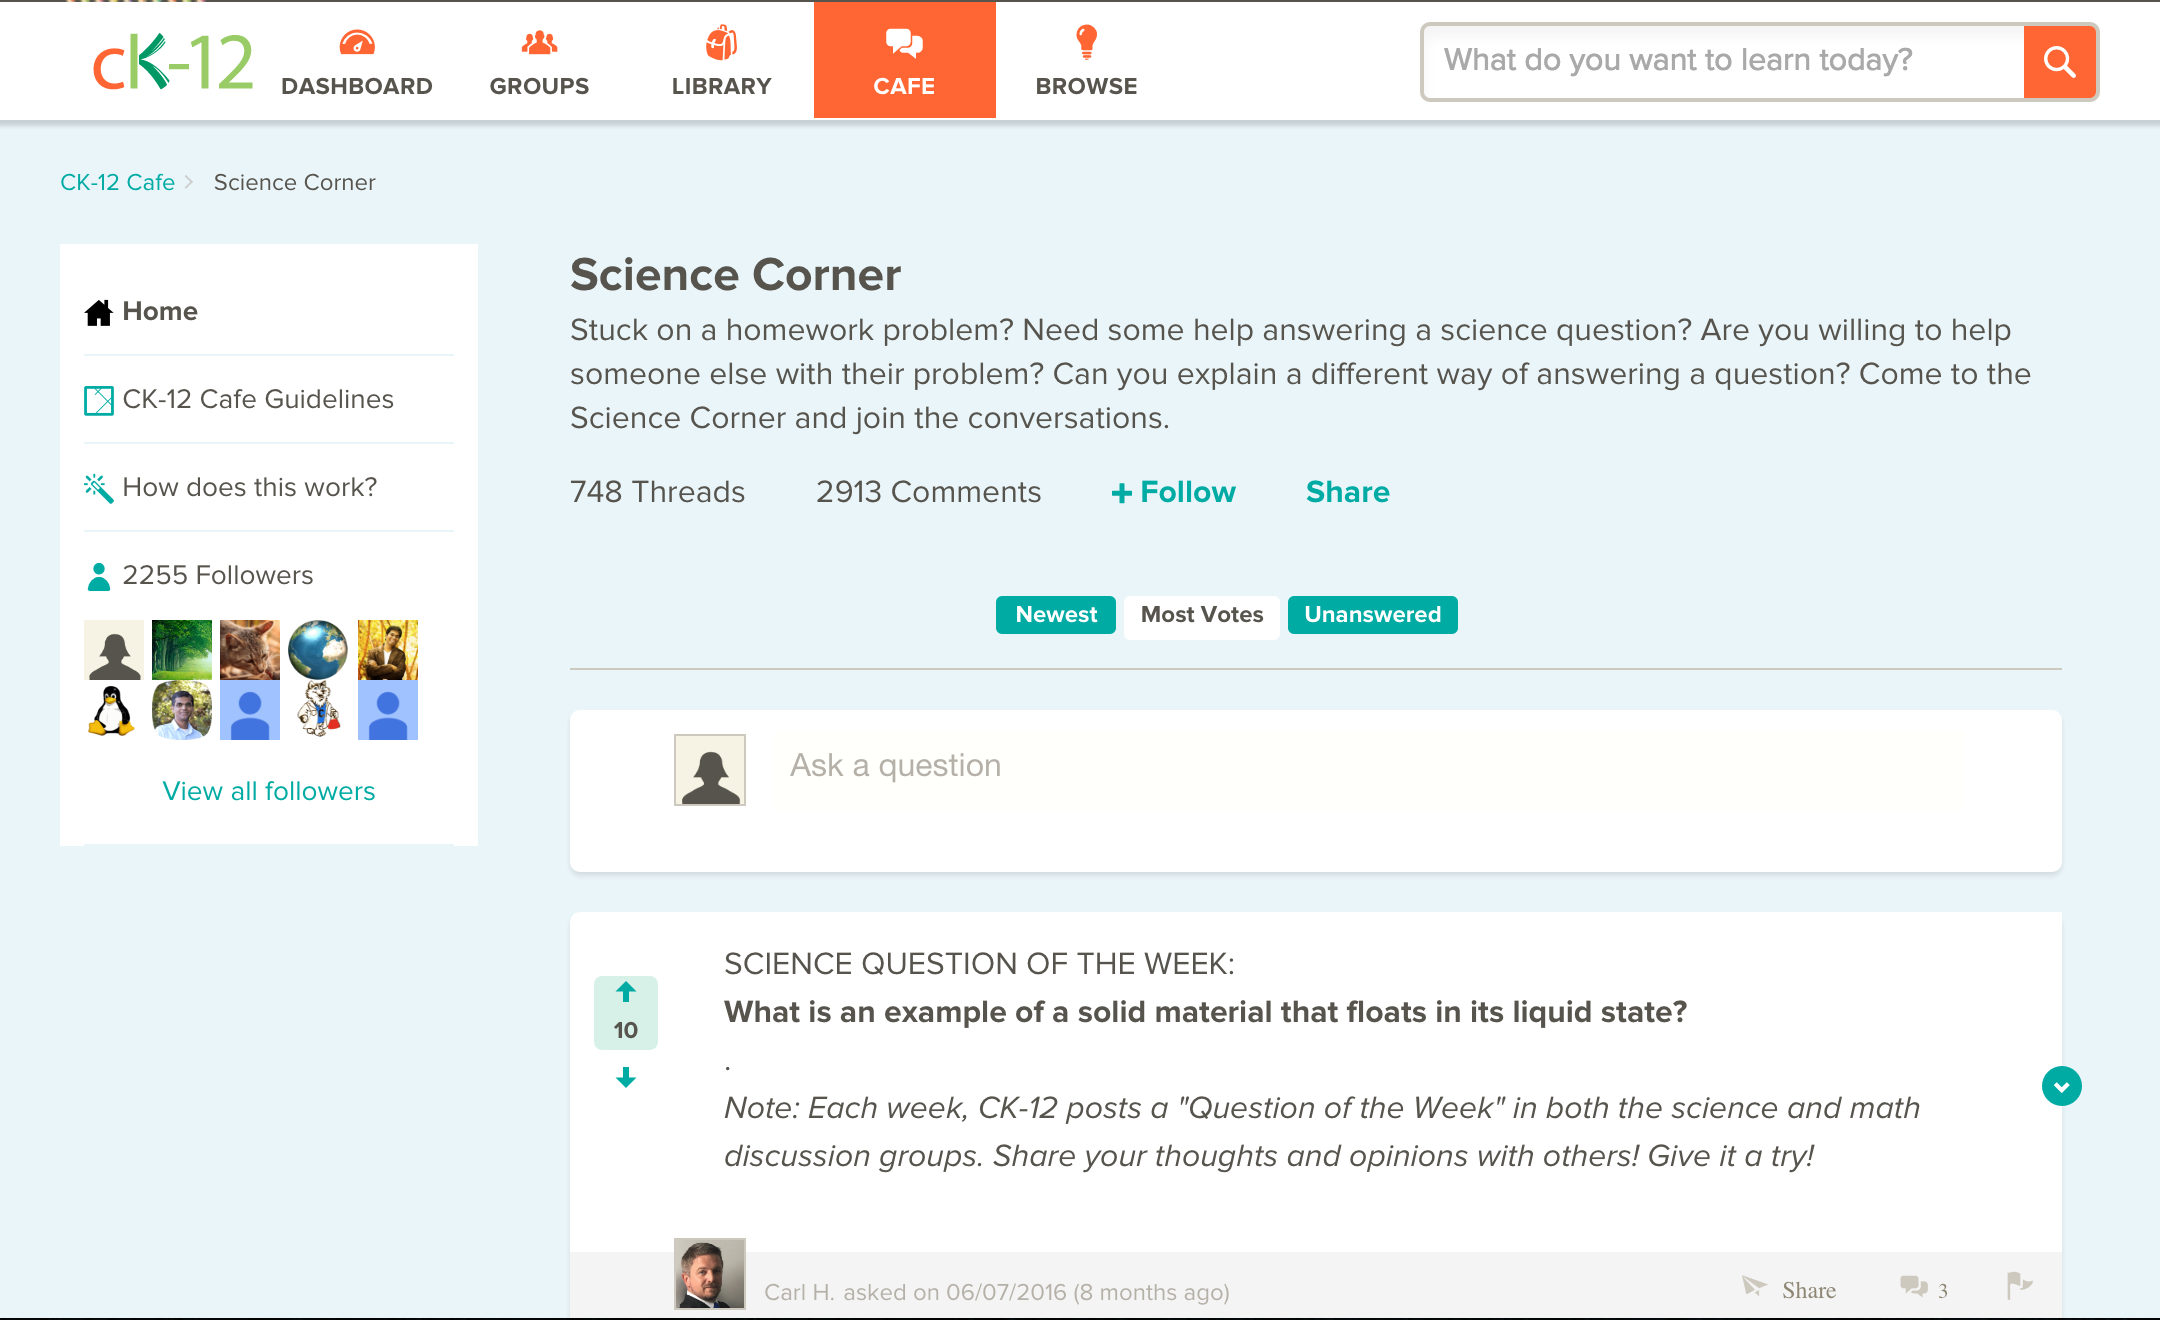 cK-12
DASHBOARD
GROUPS
LIBRARY
CAFE
BROWSE
What do you want to learn today?
CK-12 Cafe
Science Corner
Home
CK-12 Cafe Guidelines
How does this work?
2255 Followers
View all followers
Science Corner
Stuck on a homework problem? Need some help answering a science question? Are you willing to help
someone else with their problem? Can you explain a different way of answering a question? Come to the
Science Corner and join the conversations.
748 Threads
2913 Comments
+ Follow
Share
Newest
Most Votes
Unanswered
Ask a question
10
SCIENCE QUESTION OF THE WEEK:
What is an example of a solid material that floats in its liquid state?
.
Note: Each week, CK-12 posts a "Question of the Week" in both the science and math
discussion groups. Share your thoughts and opinions with others! Give it a try!
Carl H. asked on 06/07/2016 (8 months ago)
Share
3